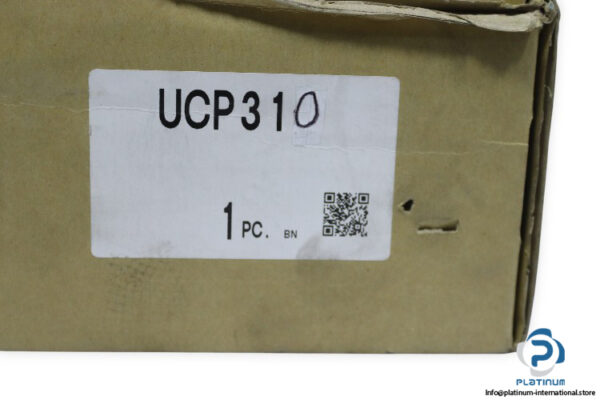 UCP310
1 PC. BN
PLATINUM
Info@platinum-international.store